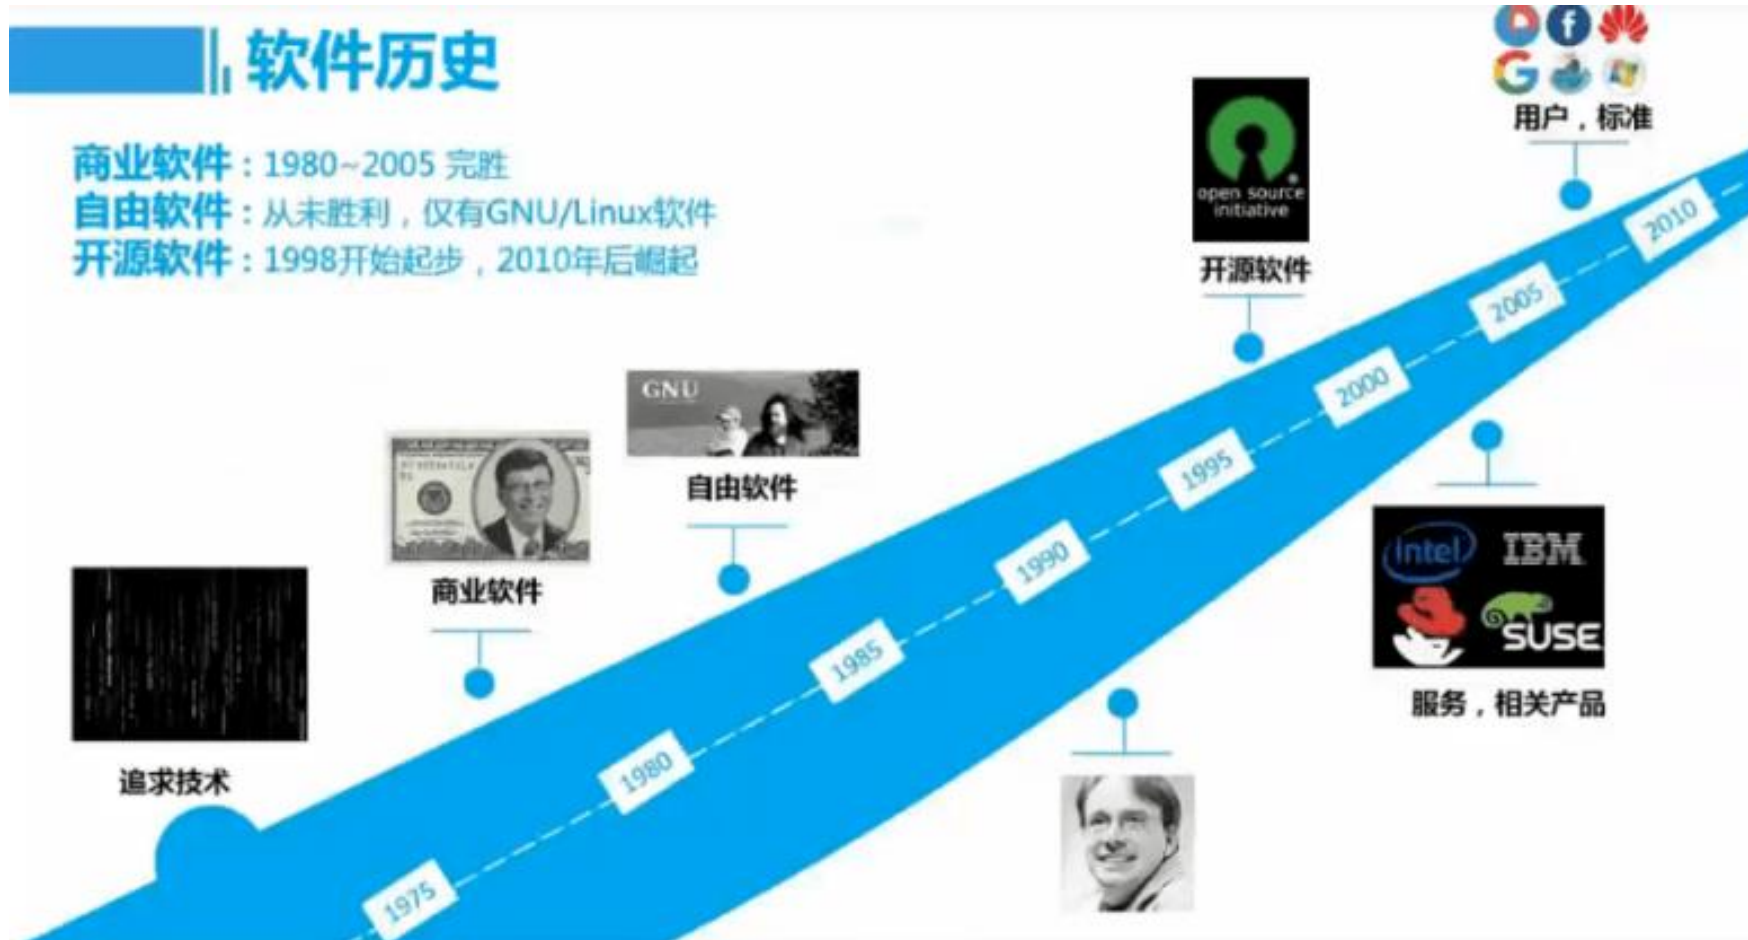 软件历史
商业软件：1980~2005 完胜
自由软件：从未胜利，仅有GNU/Linux软件
开源软件：1998开始起步，2010年后崛起
用户，标准
open source
initiative
开源软件
GNU
自由软件
商业软件
追求技术
1975
1980
1985
1990
1995
2000
2005
2010
intel
IBM
SUSE
服务，相关产品